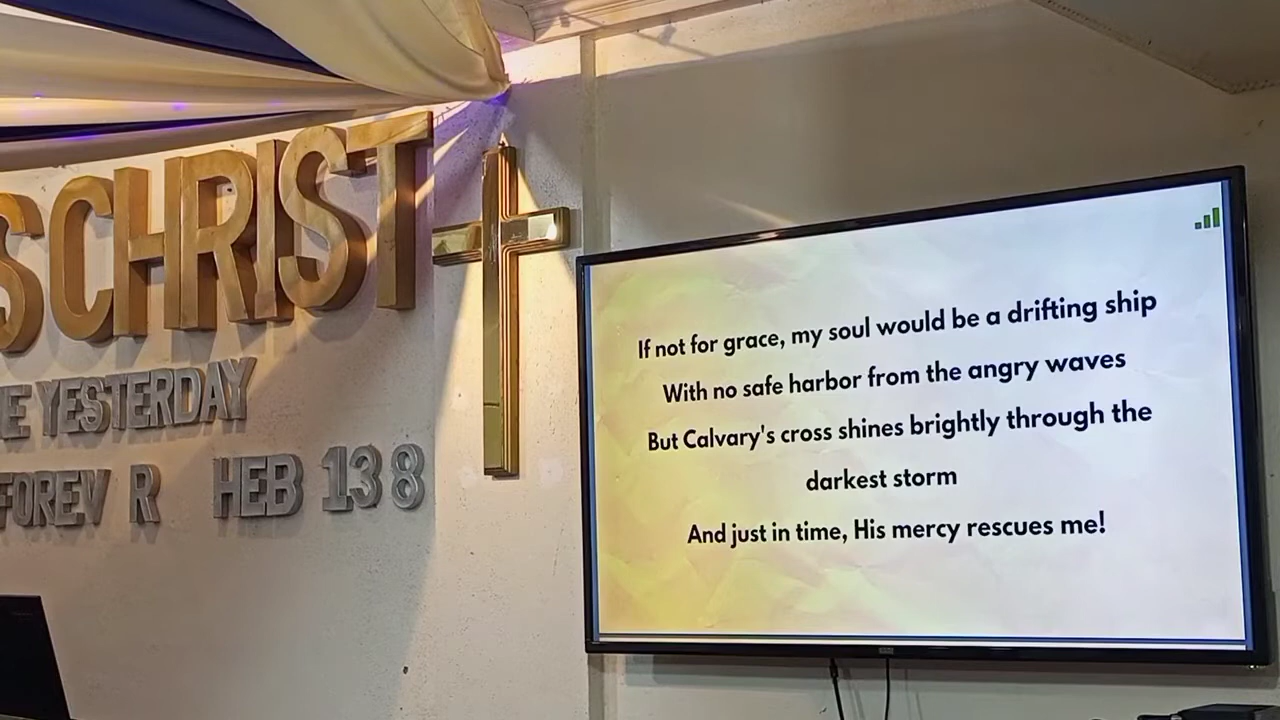 SCHRIST
E YESTERDAY
FOREV R HEB 13 8
If not for grace, my soul would be a drifting ship
With no safe harbor from the angry waves
But Calvary's cross shines brightly through the
darkest storm
And just in time, His mercy rescues me!